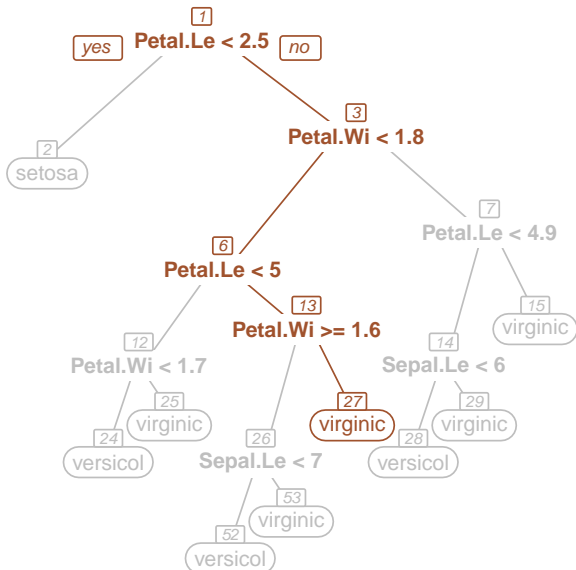 1
yes Petal.Le < 2.5 no
3
Petal.Wi < 1.8
2
setosa
7
Petal.Le < 4.9
6
Petal.Le < 5
13
Petal.Wi >= 1.6
15
virginic
12
Petal.Wi < 1.7
14
Sepal.Le < 6
25
virginic
27
virginic
29
virginic
24
versicol
26
Sepal.Le < 7
28
versicol
53
virginic
52
versicol